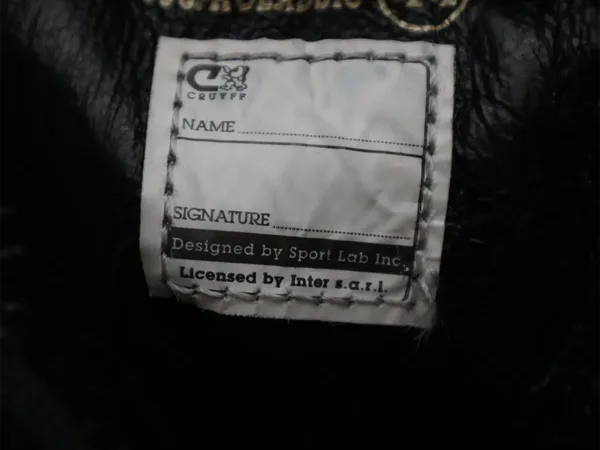 CRUYFF
NAME
SIGNATURE
Designed by Sport Lab Inc.
Licensed by Inter s.a.r.l.